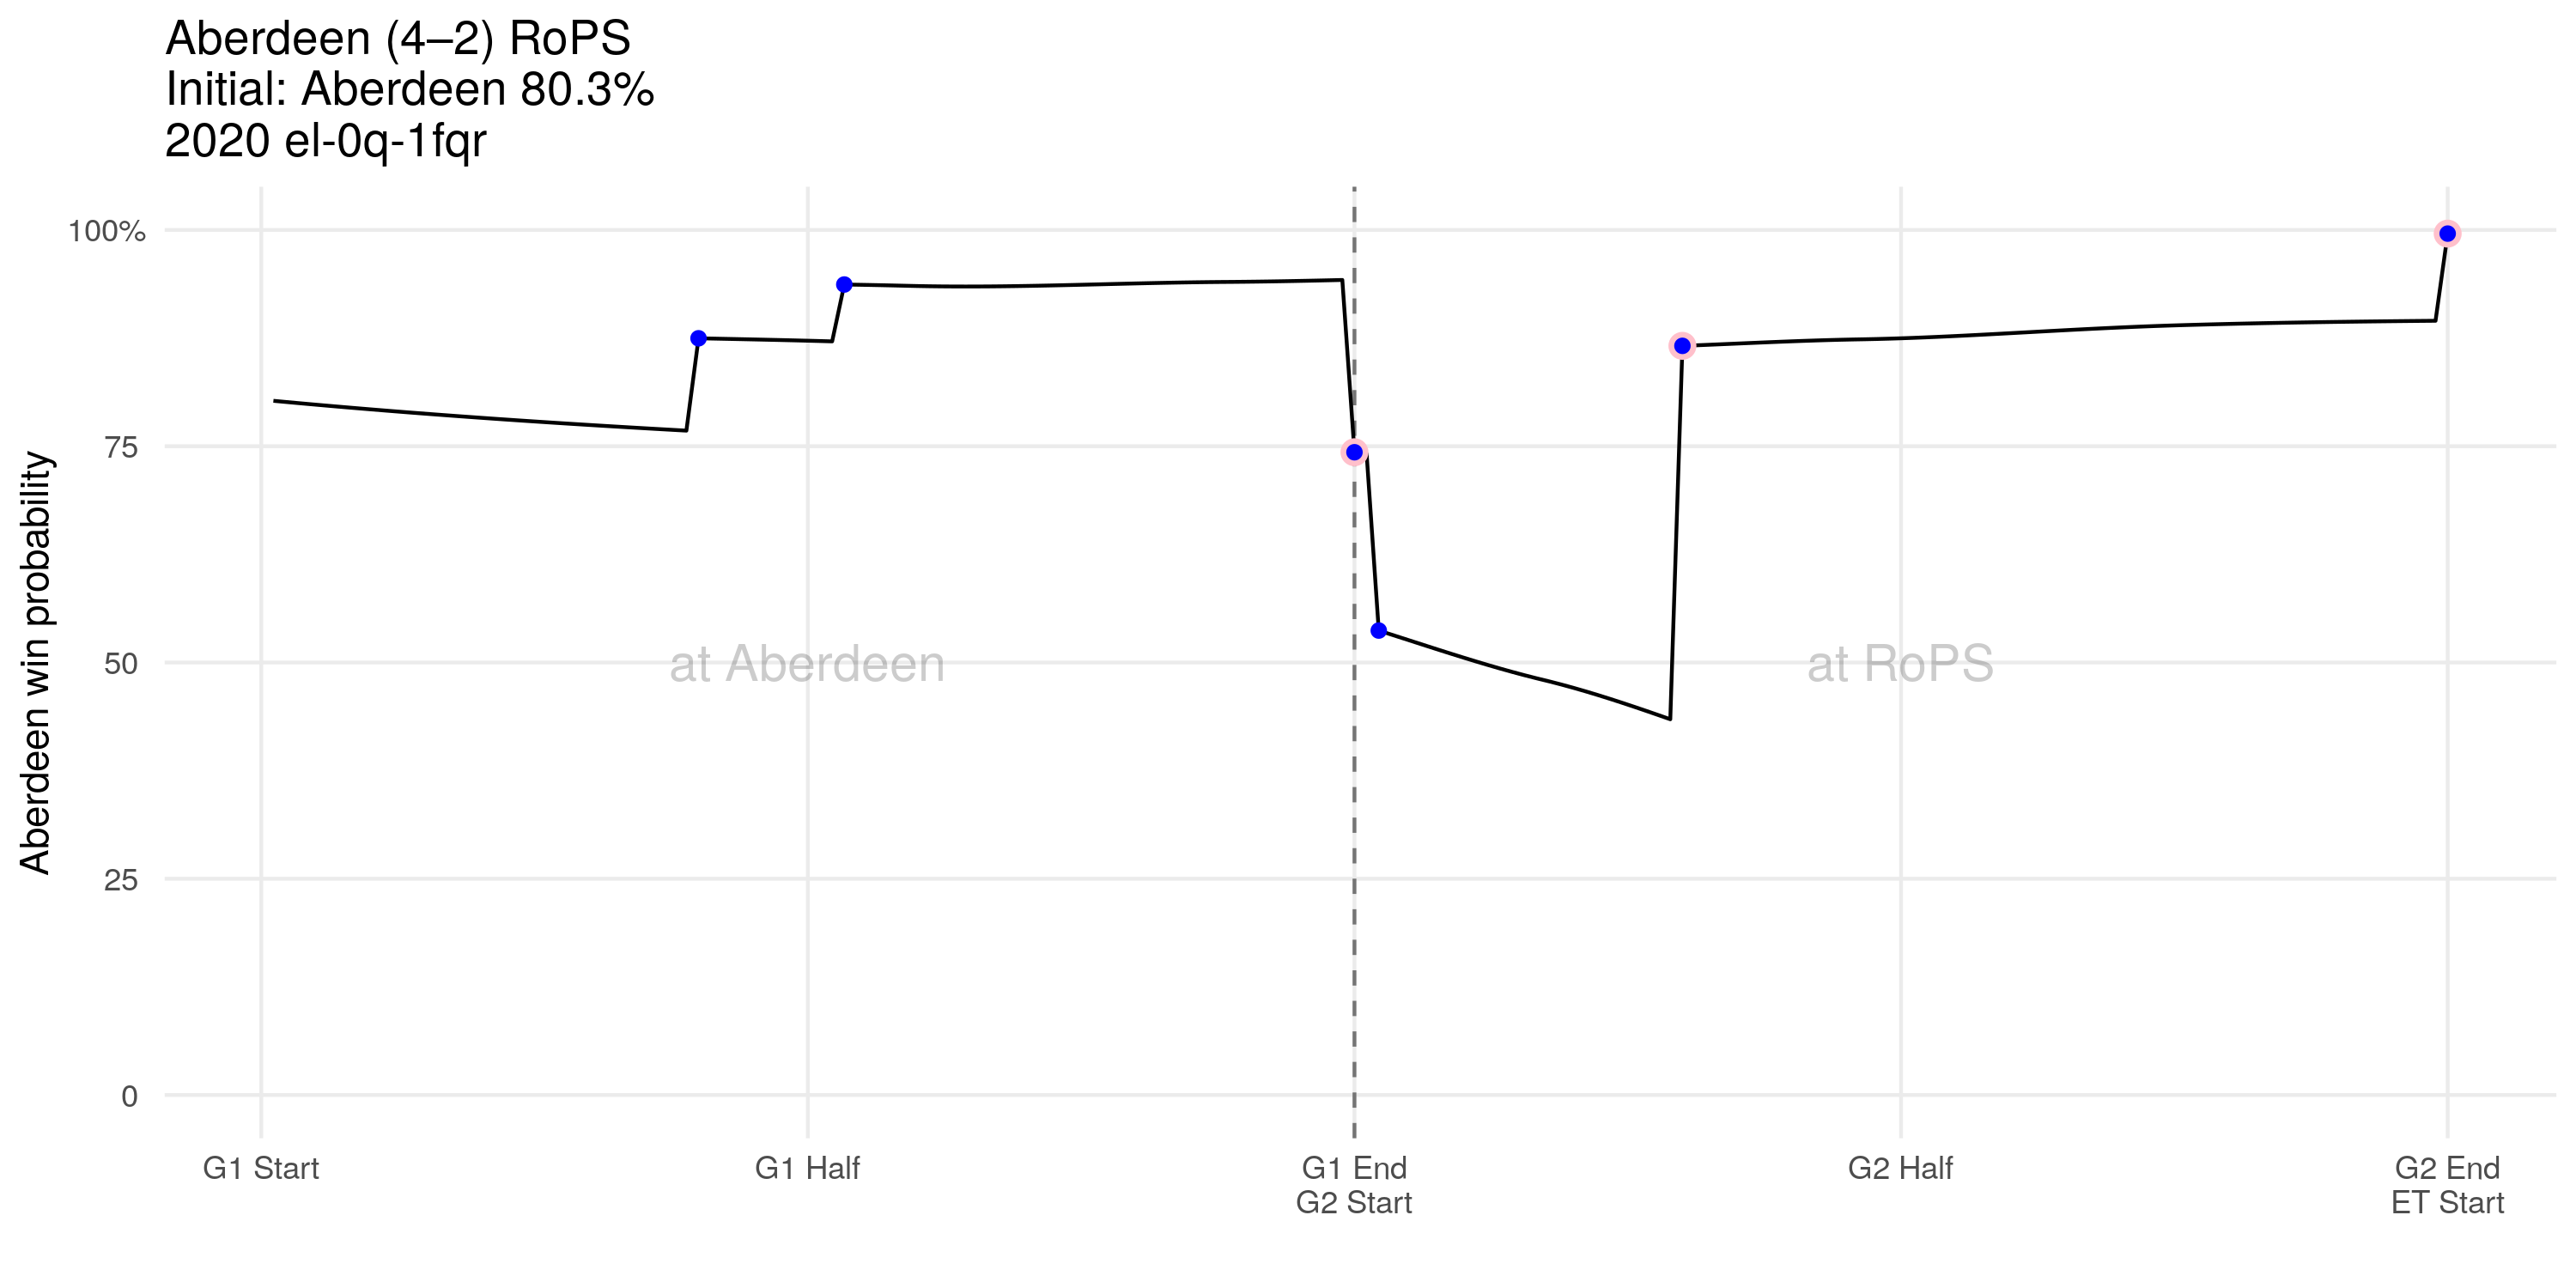 Aberdeen (4–2) RoPS
Initial: Aberdeen 80.3%
2020 el-0q-1fqr
Aberdeen win probability
100%
75
50
25
0
at Aberdeen
at RoPS
G1 Start
G1 Half
G1 End
G2 Start
G2 Half
G2 End
ET Start